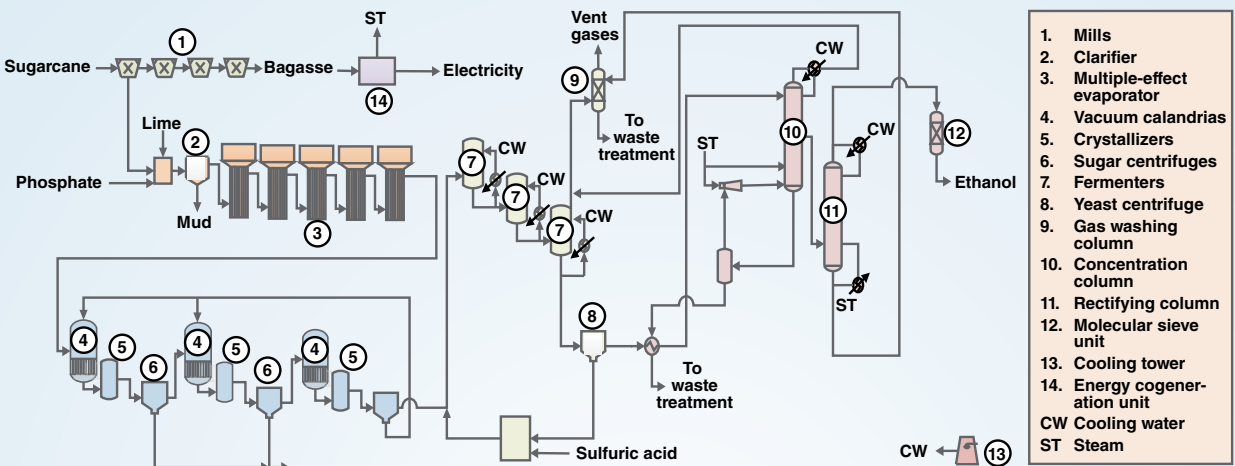 ST
1
Sugarcane
Bagasse
Electricity
14
Lime
2
Phosphate
Mud
3
Vent
gases
9
To
waste
treatment
CW
10
CW
12
Ethanol
11
ST
ST
7
CW
7
CW
7
CW
8
To
waste
treatment
4
5
6
4
5
6
4
5
Sulfuric acid
CW
13
1. Mills
2. Clarifier
3. Multiple-effect
evaporator
4. Vacuum calandrias
5. Crystallizers
6. Sugar centrifuges
7. Fermenters
8. Yeast centrifuge
9. Gas washing
column
10. Concentration
column
11. Rectifying column
12. Molecular sieve
unit
13. Cooling tower
14. Energy cogener-
ation unit
CW Cooling water
ST Steam